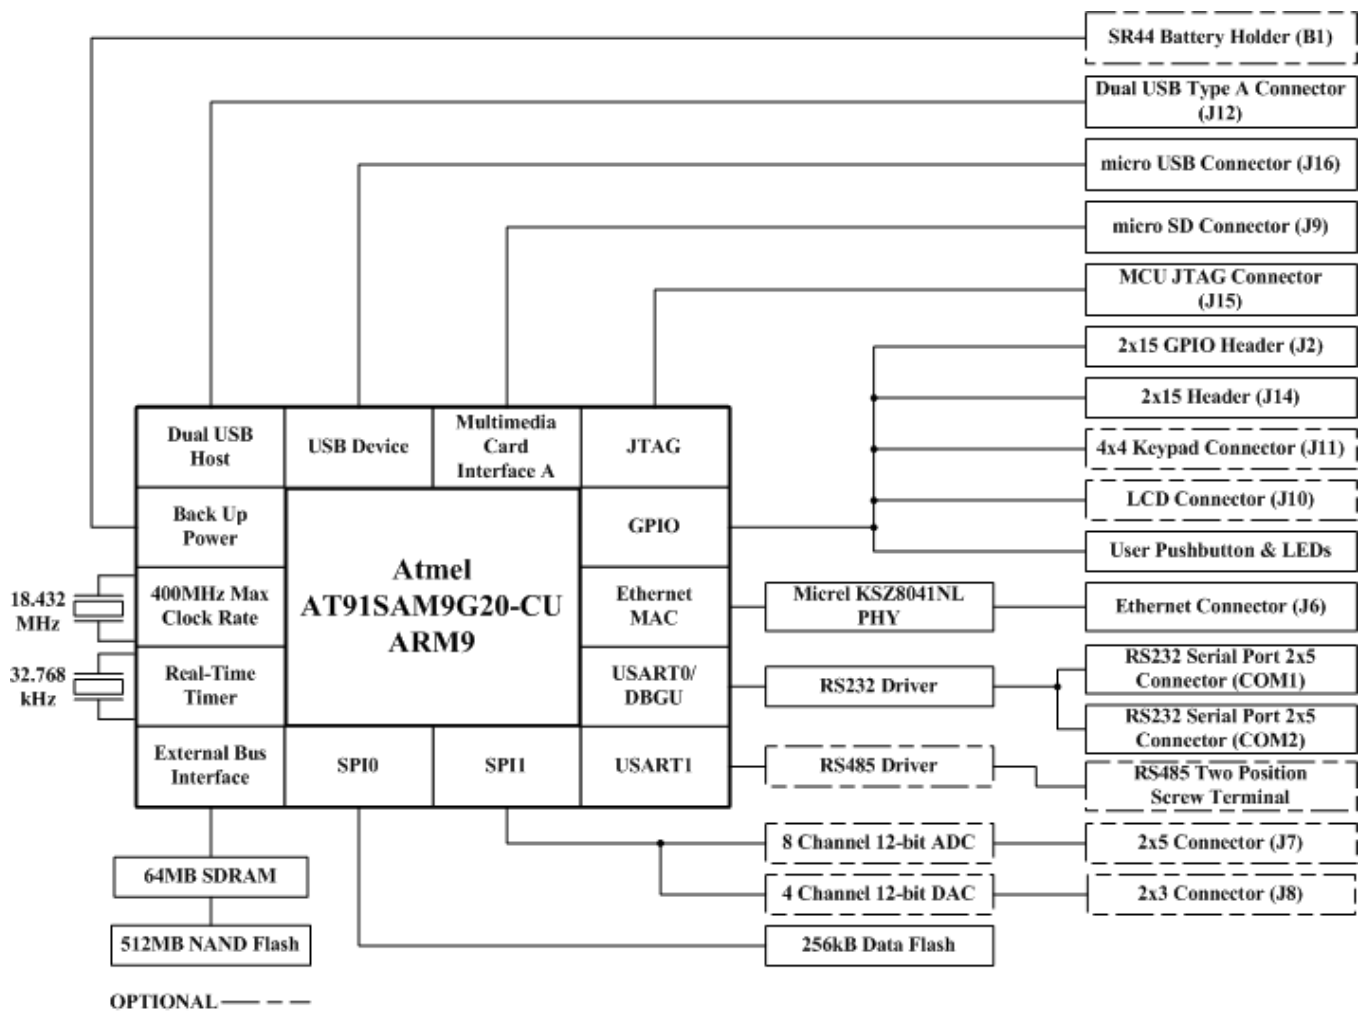 SR44 Battery Holder (B1)
Dual USB Type A Connector
(J12)
micro USB Connector (J16)
micro SD Connector (J9)
MCU JTAG Connector
(J15)
2x15 GPIO Header (J2)
2x15 Header (J14)
4x4 Keypad Connector (J11)
LCD Connector (J10)
User Pushbutton & LEDs
Dual USB
Host
USB Device
Multimedia
Card
Interface A
JTAG
Back Up
Power
GPIO
Atmel
AT91SAM9G20-CU
ARM9
18.432
MHz
400MHz Max
Clock Rate
Ethernet
MAC
Micrel KSZ8041NL
PHY
Ethernet Connector (J6)
32.768
kHz
Real-Time
Timer
USART0/
DBGU
RS232 Driver
RS232 Serial Port 2x5
Connector (COM1)
RS232 Serial Port 2x5
Connector (COM2)
External Bus
Interface
SPI0
SPI1
USART1
RS485 Driver
RS485 Two Position
Screw Terminal
8 Channel 12-bit ADC
2x5 Connector (J7)
64MB SDRAM
4 Channel 12-bit DAC
2x3 Connector (J8)
512MB NAND Flash
256kB Data Flash
OPTIONAL